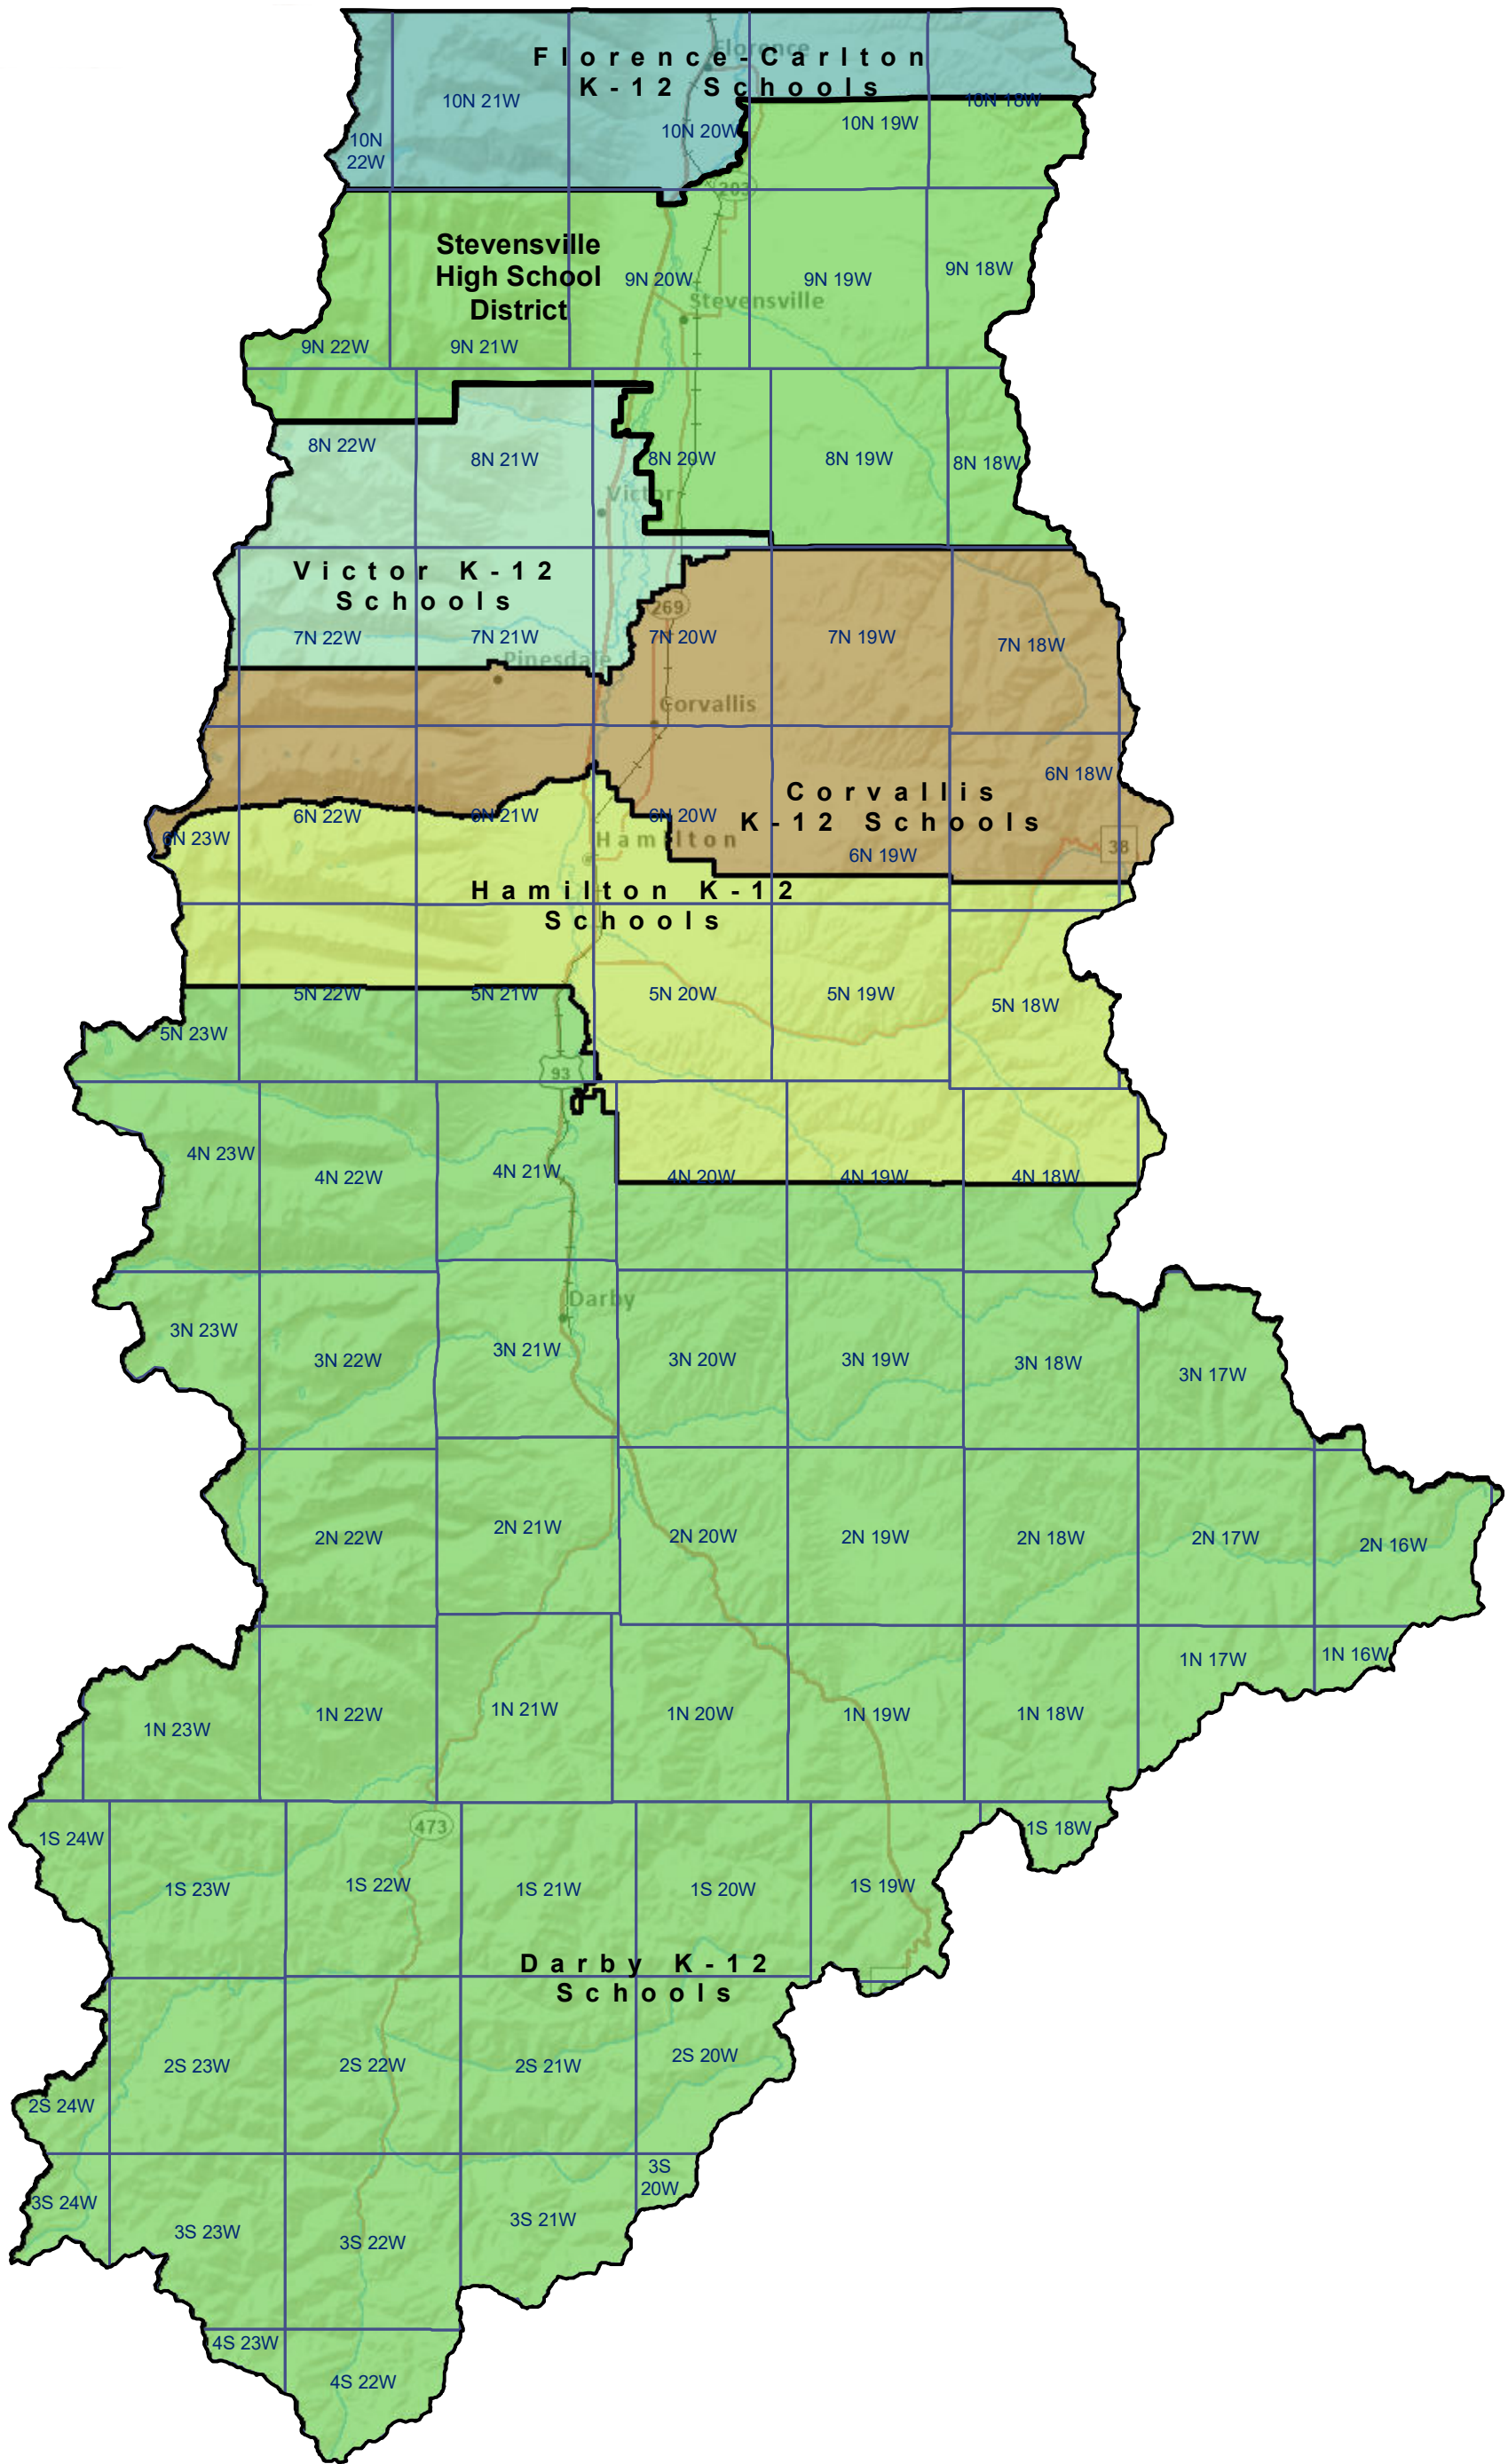 Florence
Florence-Carlton
K-12 Schools
10N 21W
10N 18W
10N 19W
10N 20W
10N
22W
203
Stevensville
High School
District
9N 20W
9N 19W
9N 18W
Stevensville
9N 22W
9N 21W
8N 22W
8N 21W
8N 20W
8N 19W
8N 18W
Victor
Victor K-12
Schools
269
7N 22W
7N 21W
7N 20W
7N 19W
7N 18W
Pinesdale
Corvallis
6N 18W
Corvallis
K-12 Schools
6N 22W
6N 21W
6N 20W
6N 23W
Hamilton
6N 19W
38
Hamilton K-12
Schools
5N 22W
5N 21W
5N 20W
5N 19W
5N 18W
5N 23W
93
4N 23W
4N 22W
4N 21W
4N 20W
4N 19W
4N 18W
Darby
3N 23W
3N 22W
3N 21W
3N 20W
3N 19W
3N 18W
3N 17W
2N 22W
2N 21W
2N 20W
2N 19W
2N 18W
2N 17W
2N 16W
1N 17W
1N 16W
1N 23W
1N 22W
1N 21W
1N 20W
1N 19W
1N 18W
473
1S 24W
1S 18W
1S 23W
1S 22W
1S 21W
1S 20W
1S 19W
Darby K-12
Schools
2S 23W
2S 22W
2S 21W
2S 20W
2S 24W
3S
20W
3S 24W
3S 23W
3S 22W
3S 21W
4S 23W
4S 22W